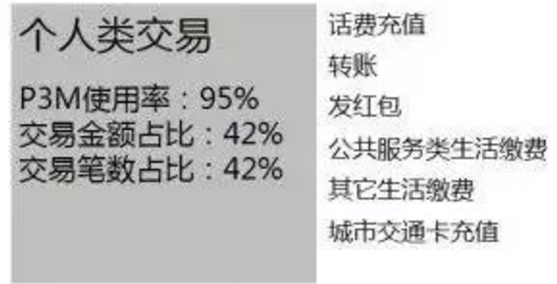 个人类交易
P3M使用率：95%
交易金额占比：42%
交易笔数占比：42%
话费充值
转账
发红包
公共服务类生活缴费
其它生活缴费
城市交通卡充值